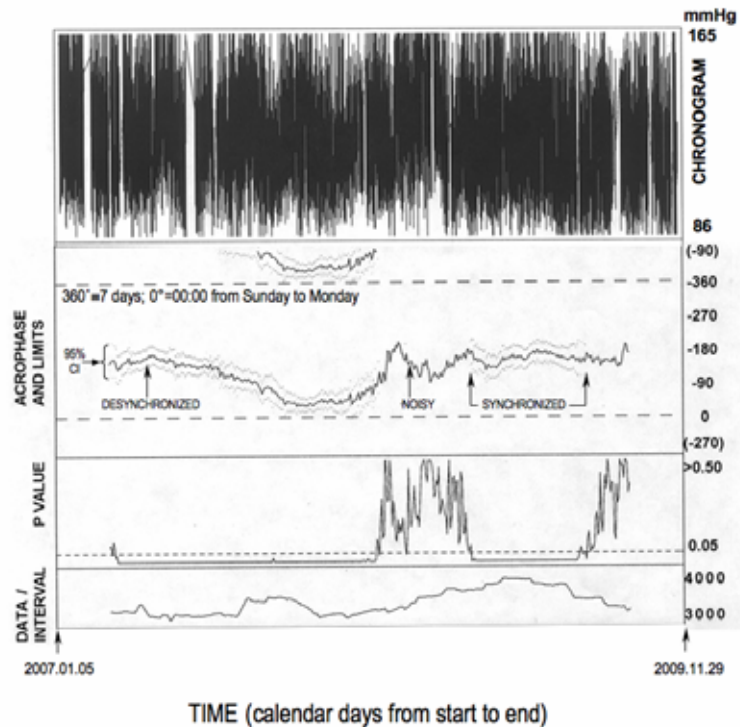 mmHg
165
CHRONOGRAM
86
(-90)
-360
360°≡7 days; 0°=00:00 from Sunday to Monday
-270
ACROPHASE
AND LIMITS
95%
CI
-180
-90
DESYNCHRONIZED
NOISY
SYNCHRONIZED
0
(-270)
P VALUE
>0.50
0.05
DATA /
INTERVAL
4000
3000
2007.01.05
2009.11.29
TIME (calendar days from start to end)